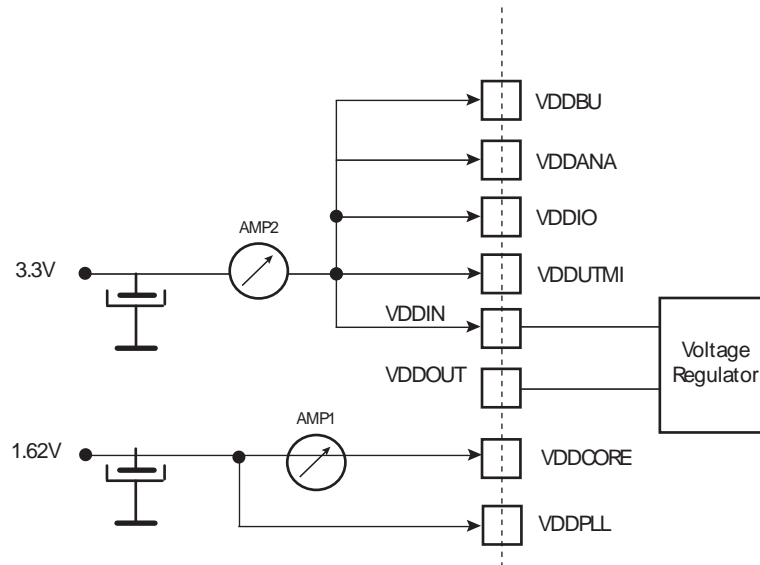 VDDBU
VDDANA
VDDIO
AMP2
3.3V
VDDUTMI
VDDIN
Voltage
Regulator
VDDOUT
AMP1
1.62V
VDDCORE
VDDPLL